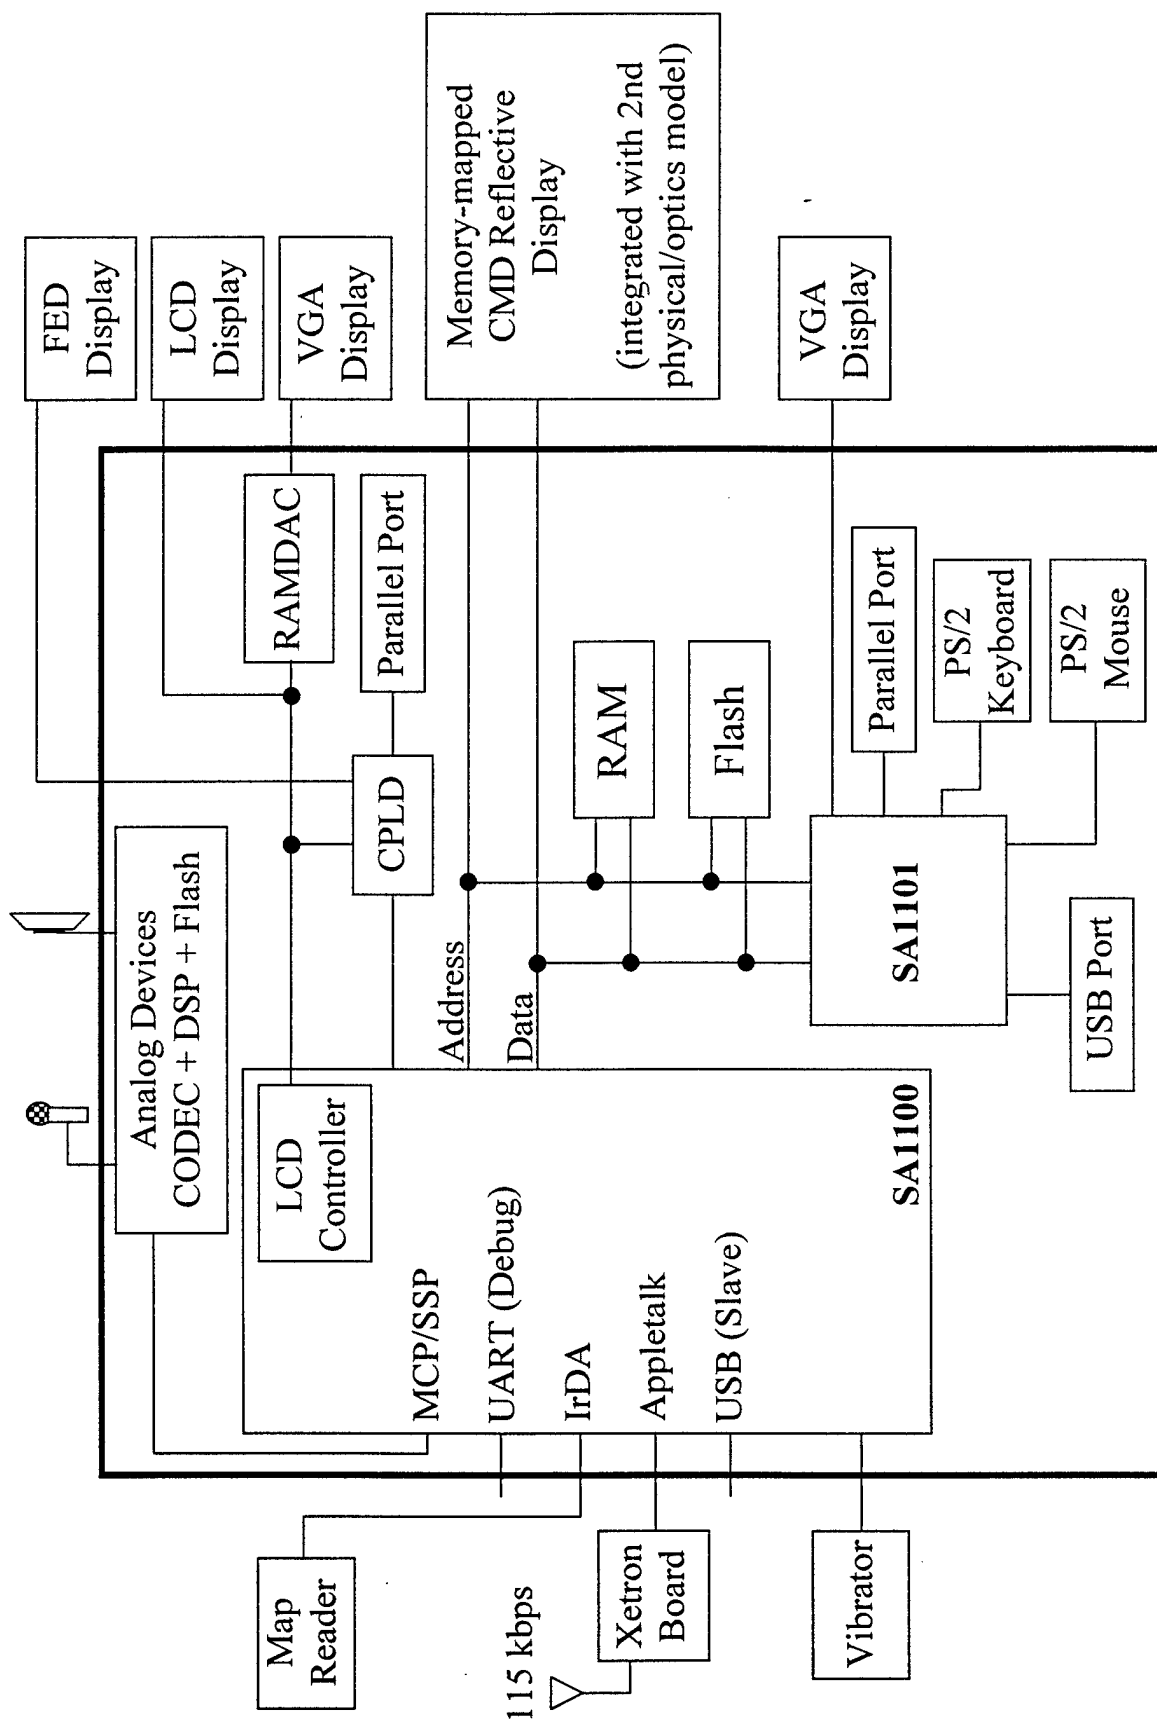 FED
Display
LCD
Display
VGA
Display
Memory-mapped
CMD Reflective
Display
(integrated with 2nd
physical/optics model)
VGA
Display
RAMDAC
Parallel Port
CPLD
Analog Devices
CODEC + DSP + Flash
Address
Data
RAM
Flash
Parallel Port
PS/2
Keyboard
PS/2
Mouse
SA1101
USB Port
LCD
Controller
MCP/SSP
UART (Debug)
IrDA
Appletalk
USB (Slave)
SA1100
Map
Reader
115 kbps
Xetron
Board
Vibrator